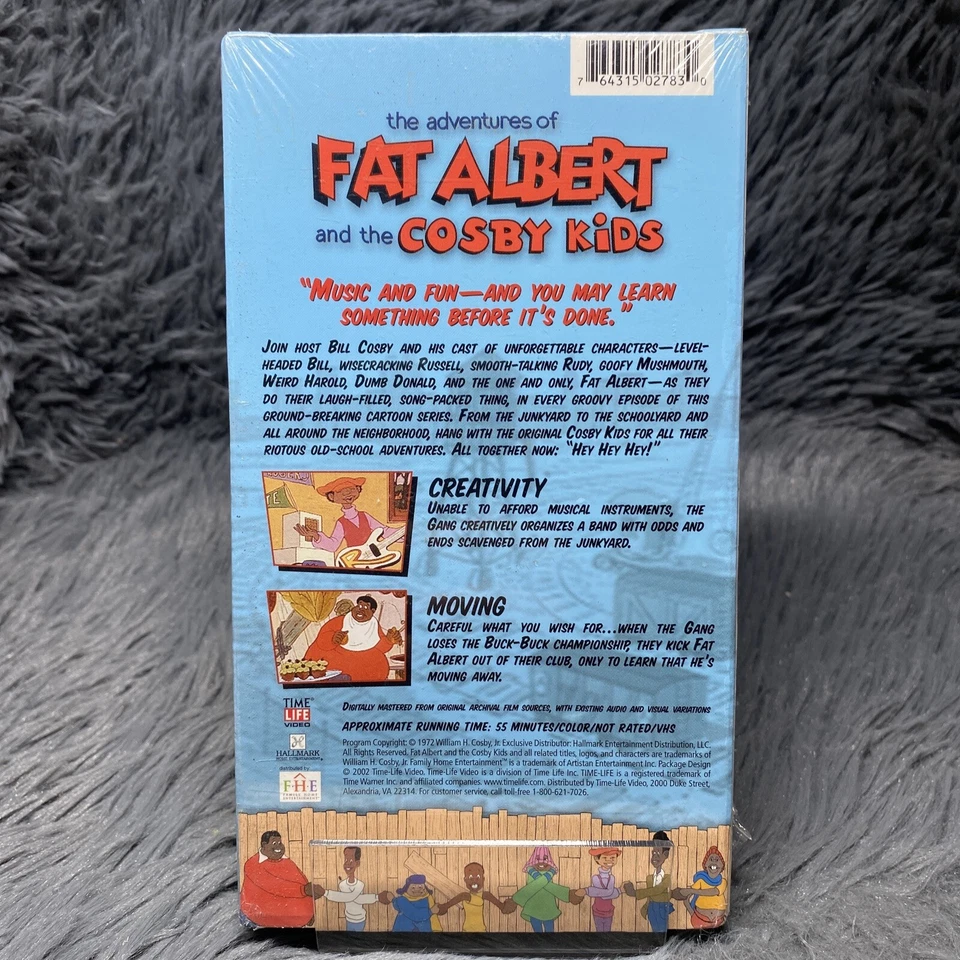 7 64315 02783 0
the adventures of
FAT ALBERT
and the COSBY KiDS
"MUSIC AND FUN—AND YOU MAY LEARN
SOMETHING BEFORE IT'S DONE."
JOIN HOST BILL COSBY AND HIS CAST OF UNFORGETTABLE CHARACTERS—LEVEL-
HEADED BILL, WISECRACKING RUSSELL, SMOOTH-TALKING RUDY, GOOFY MUSHMOUTH,
WEIRD HAROLD, DUMB DONALD, AND THE ONE AND ONLY, FAT ALBERT—AS THEY
DO THEIR LAUGH-FILLED, SONG-PACKED THING, IN EVERY GROOVY EPISODE OF THIS
GROUND-BREAKING CARTOON SERIES. FROM THE JUNKYARD TO THE SCHOOLYARD AND
ALL AROUND THE NEIGHBORHOOD, HANG WITH THE ORIGINAL COSBY KIDS FOR ALL THEIR
RIOTOUS OLD-SCHOOL ADVENTURES. ALL TOGETHER NOW: "HEY HEY HEY!"
CREATIVITY
UNABLE TO AFFORD MUSICAL INSTRUMENTS, THE
GANG CREATIVELY ORGANIZES A BAND WITH ODDS AND
ENDS SCAVENGED FROM THE JUNKYARD.
MOVING
CAREFUL WHAT YOU WISH FOR...WHEN THE GANG
LOSES THE BUCK-BUCK CHAMPIONSHIP, THEY KICK FAT
ALBERT OUT OF THEIR CLUB, ONLY TO LEARN THAT HE'S
MOVING AWAY.
TIME®
LIFE
VIDEO
HALLMARK
HOME ENTERTAINMENT
distributed by
FHE
FAMILY HOME
ENTERTAINMENT
DIGITALLY MASTERED FROM ORIGINAL ARCHIVAL FILM SOURCES, WITH EXISTING AUDIO AND VISUAL VARIATIONS
APPROXIMATE RUNNING TIME: 55 MINUTES/COLOR/NOT RATED/VHS
Program Copyright: © 1972 William H. Cosby, Jr. Exclusive Distributor: Hallmark Entertainment Distribution, LLC.
All Rights Reserved. Fat Albert and the Cosby Kids and all related titles, logos, and characters are trademarks of
William H. Cosby, Jr. Family Home Entertainment™ is a trademark of Artisan Entertainment Inc. Package Design
© 2002 Time-Life Video. Time-Life Video is a division of Time Life Inc. TIME-LIFE is a registered trademark of
Time Warner Inc. and affiliated companies. www.timelife.com Distributed by Time-Life Video, 2000 Duke Street,
Alexandria, VA 22314. For customer service, call toll-free 1-800-621-7026.